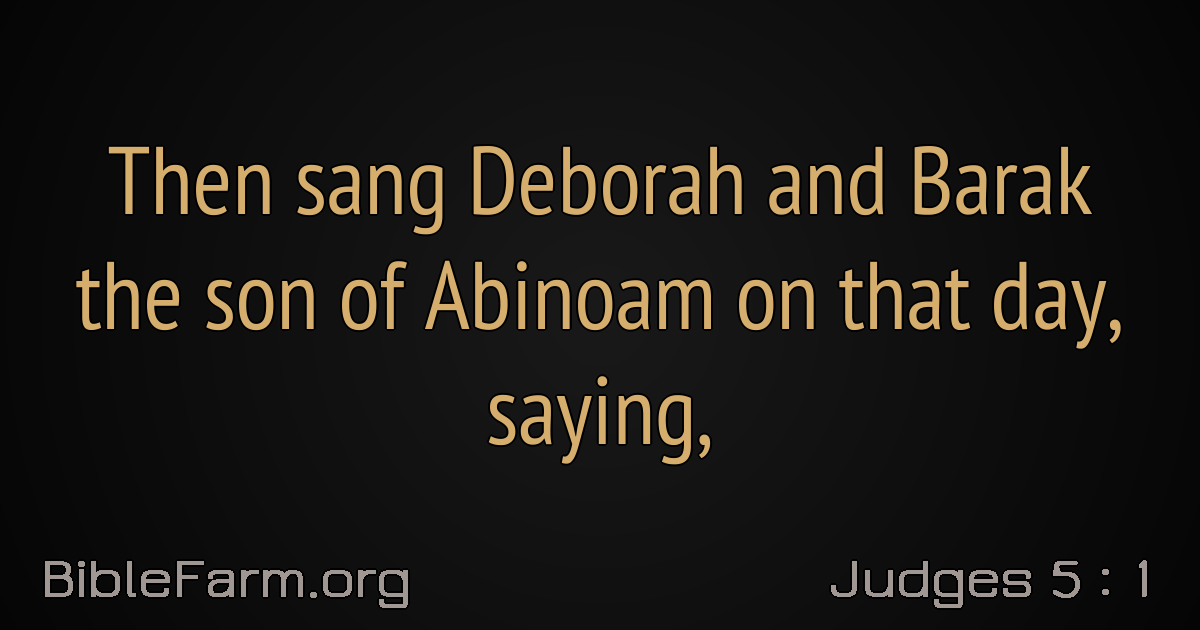 Then sang Deborah and Barak
the son of Abinoam on that day,
saying,
BibleFarm.org
Judges 5 : 1